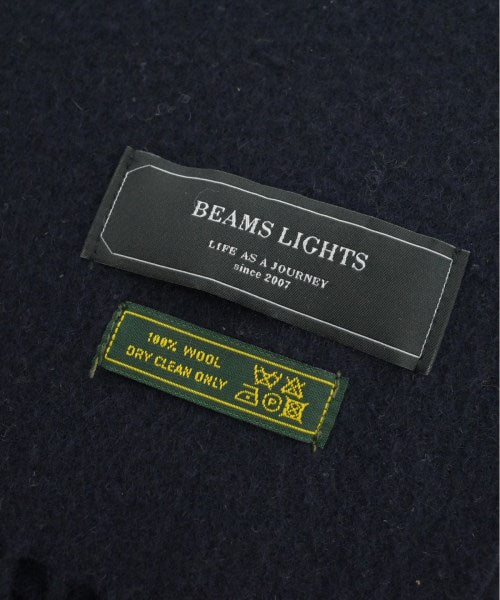 BEAMS LIGHTS
LIFE AS A JOURNEY
since 2007
100% WOOL
DRY CLEAN ONLY
P